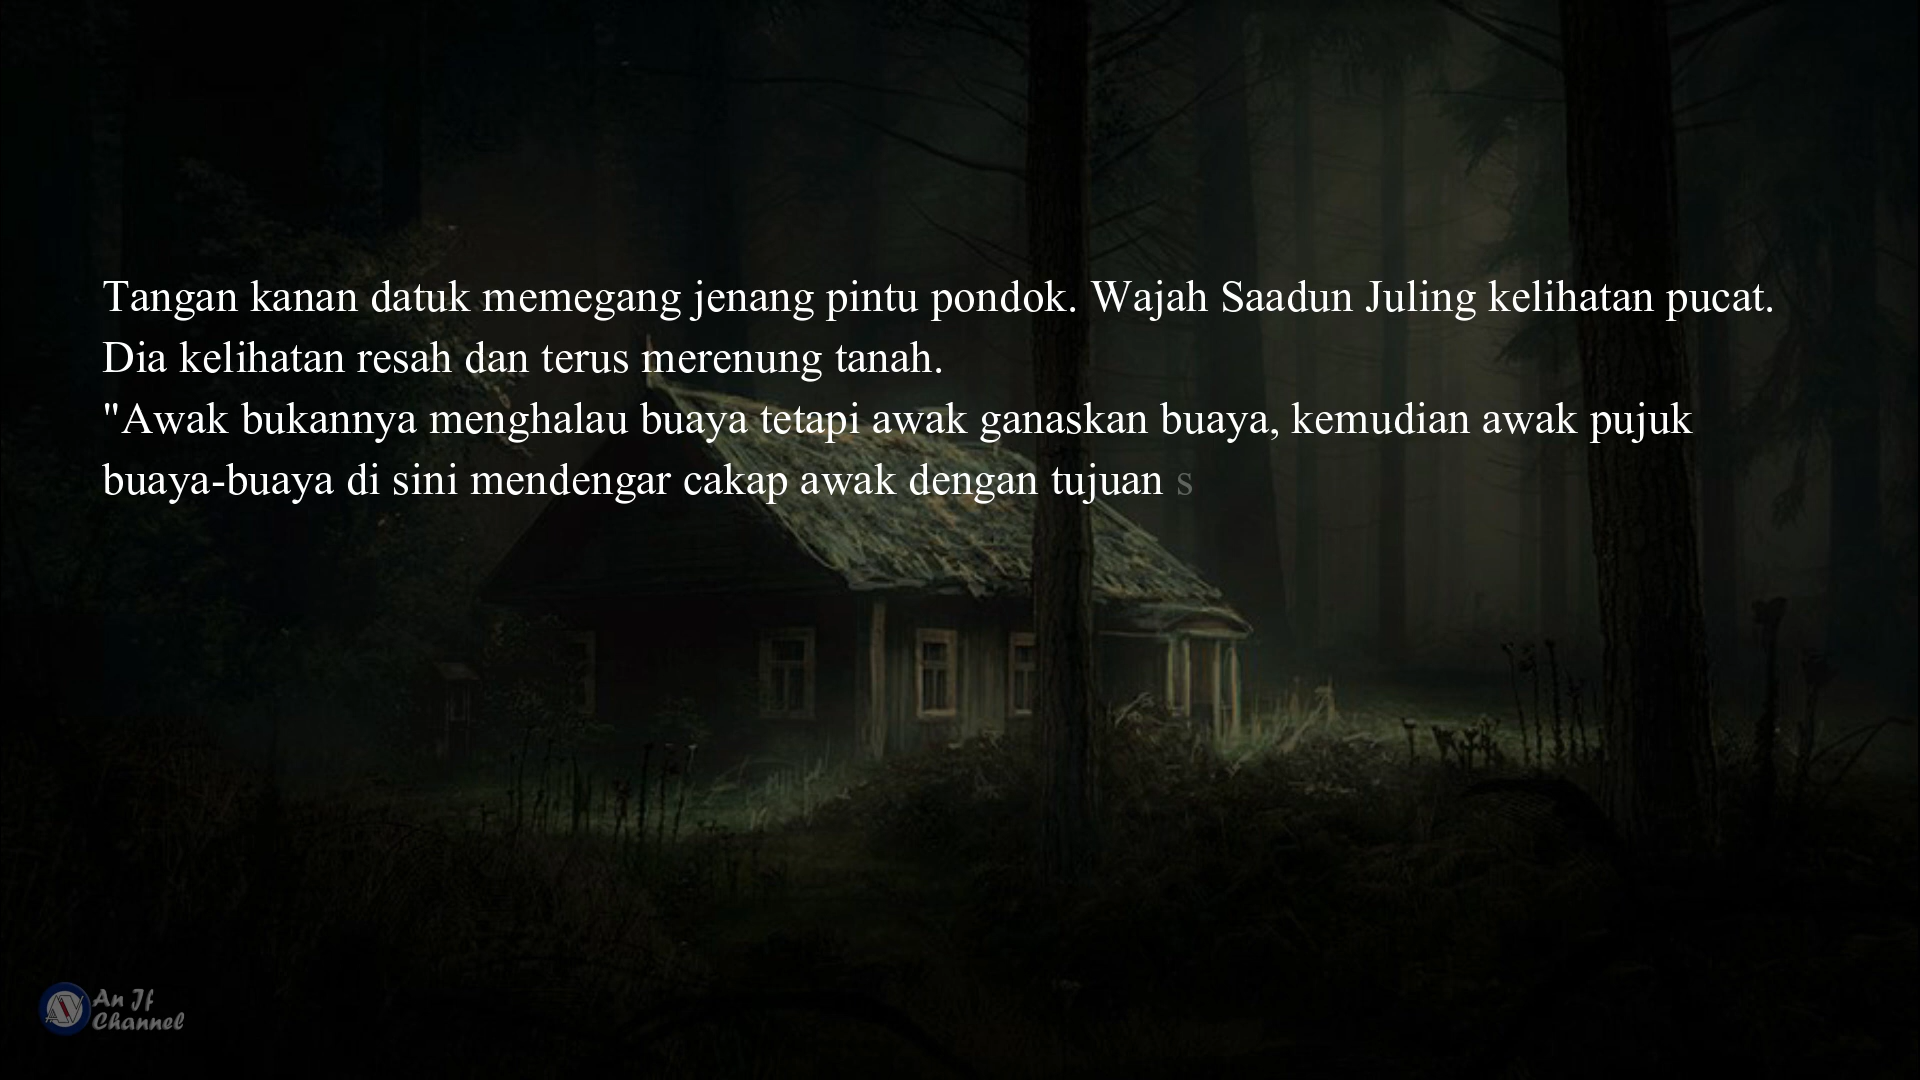 Tangan kanan datuk memegang jenang pintu pondok. Wajah Saadun Juling kelihatan pucat.
Dia kelihatan resah dan terus merenung tanah.
"Awak bukannya menghalau buaya tetapi awak ganaskan buaya, kemudian awak pujuk
buaya-buaya di sini mendengar cakap awak dengan tujuan s
An If
Channel